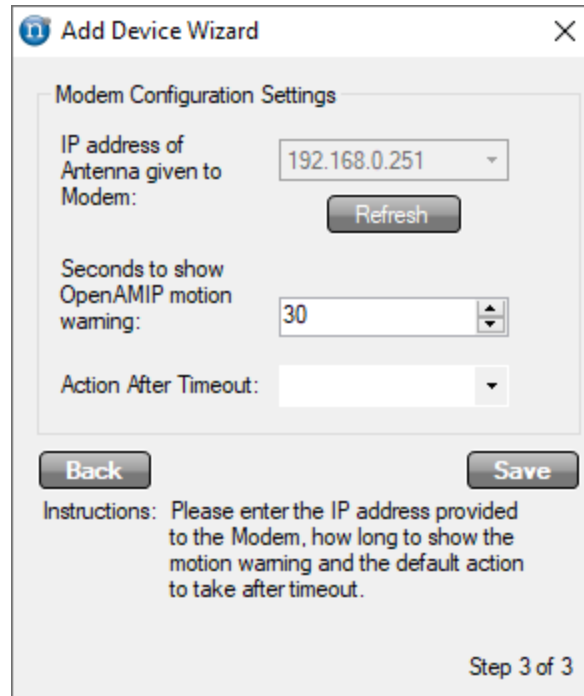 n
Add Device Wizard
Modem Configuration Settings
IP address of
Antenna given to
Modem:
192.168.0.251
Refresh
Seconds to show
OpenAMIP motion
warning:
30
Action After Timeout:
Back
Save
Instructions: Please enter the IP address provided
to the Modem, how long to show the
motion warning and the default action
to take after timeout.
Step 3 of 3